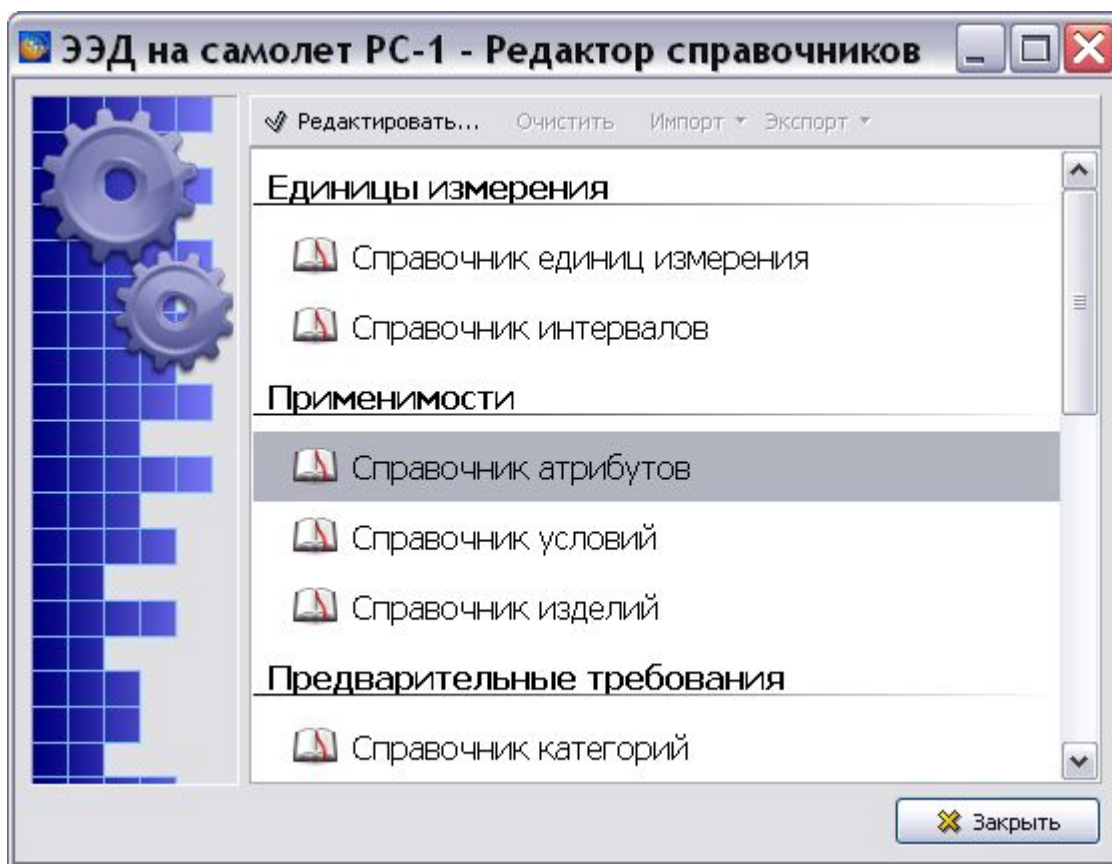 ЭЭД на самолет РС-1 - Редактор справочников
Редактировать... Очистить Импорт Экспорт
Единицы измерения
Справочник единиц измерения
Справочник интервалов
Применимости
Справочник атрибутов
Справочник условий
Справочник изделий
Предварительные требования
Справочник категорий
Закрыть